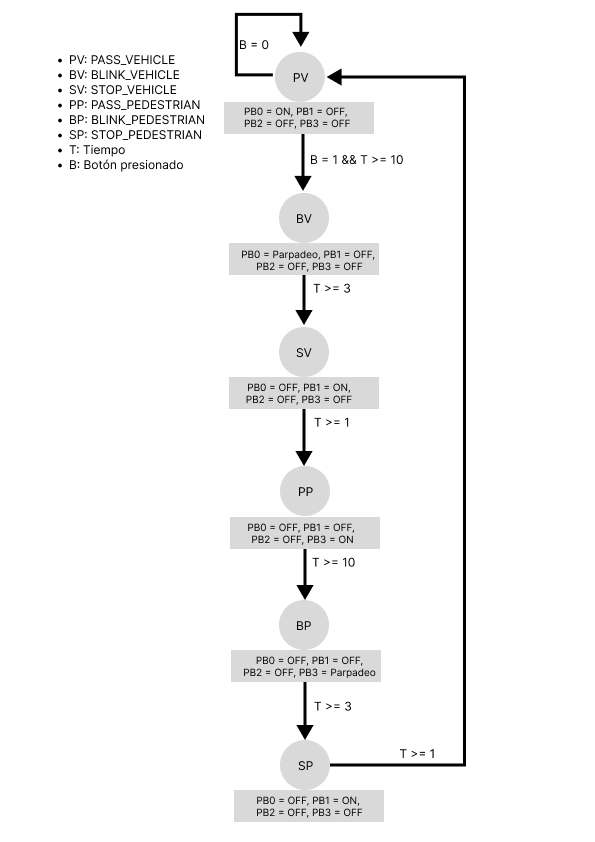 B = 0
• PV: PASS_VEHICLE
• BV: BLINK_VEHICLE
• SV: STOP_VEHICLE
• PP: PASS_PEDESTRIAN
• BP: BLINK_PEDESTRIAN
• SP: STOP_PEDESTRIAN
• T: Tiempo
• B: Botón presionado
PV
PB0 = ON, PB1 = OFF,
PB2 = OFF, PB3 = OFF
B = 1 && T >= 10
BV
PB0 = Parpadeo, PB1 = OFF,
PB2 = OFF, PB3 = OFF
T >= 3
SV
PB0 = OFF, PB1 = ON,
PB2 = OFF, PB3 = OFF
T >= 1
PP
PB0 = OFF, PB1 = OFF,
PB2 = OFF, PB3 = ON
T >= 10
BP
PB0 = OFF, PB1 = OFF,
PB2 = OFF, PB3 = Parpadeo
T >= 3
SP
T >= 1
PB0 = OFF, PB1 = ON,
PB2 = OFF, PB3 = OFF